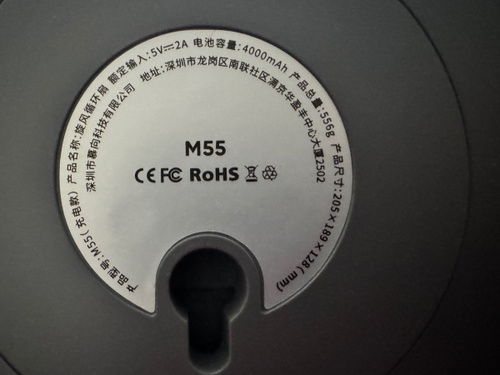 产品型号:M55(充电款) 产品名称:旋风循环扇 额定输入:5V⎓2A 电池容量:4000mAh 产品总重:556g 产品尺寸:205×189×128(mm)
深圳市慕向科技有限公司 地址:深圳市龙岗区南联社区涌京华盈丰中心大厦2502
M55
CE FC RoHS